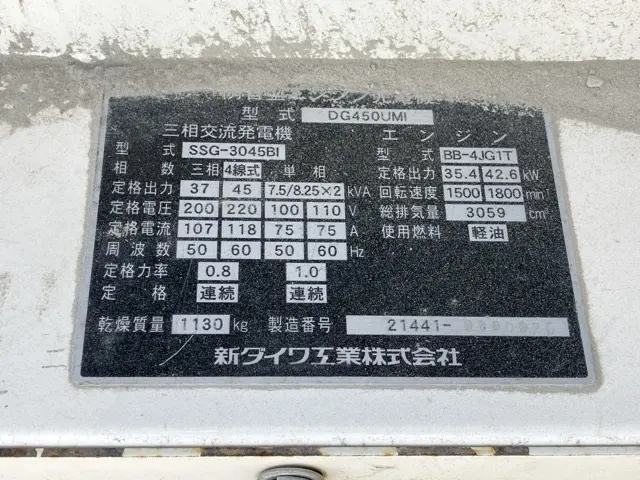 型式 DG450UMI
三相交流発電機 エンジン
型式 SSG-3045BI 型式 BB-4JG1T
相数 三相 4線式 単相 定格出力 35.4 42.6 kW
定格出力 37 45 7.5/8.25×2 kVA 回転速度 1500 1800 min⁻¹
定格電圧 200 220 100 110 V 総排気量 3059 cm³
定格電流 107 118 75 75 A 使用燃料 軽油
周波数 50 60 50 60 Hz
定格力率 0.8 1.0
定格 連続 連続
乾燥質量 1130 kg 製造番号 21441-
新ダイワ工業株式会社